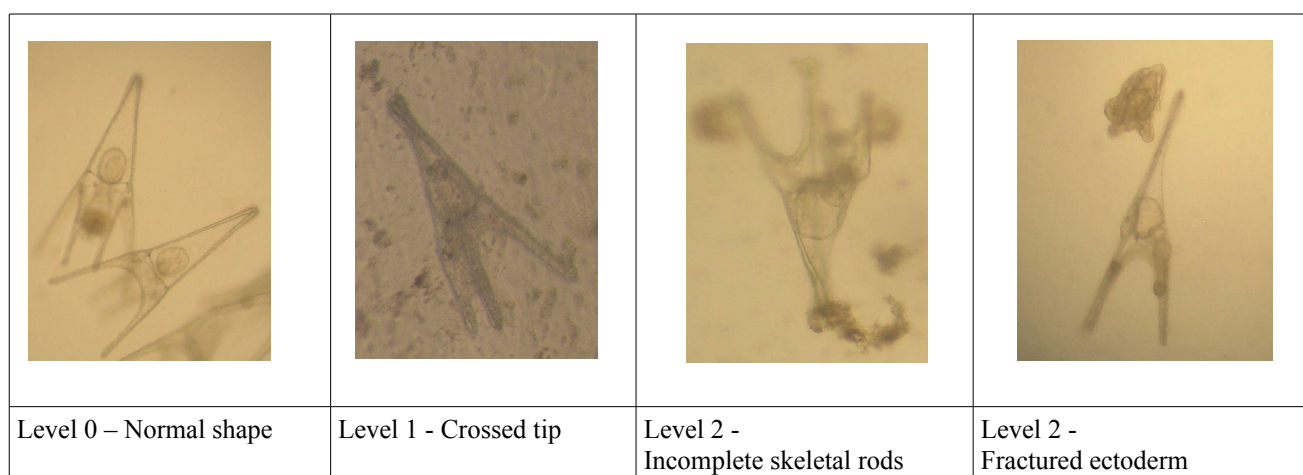 Level 0 – Normal shape
Level 1 - Crossed tip
Level 2 -
Incomplete skeletal rods
Level 2 -
Fractured ectoderm